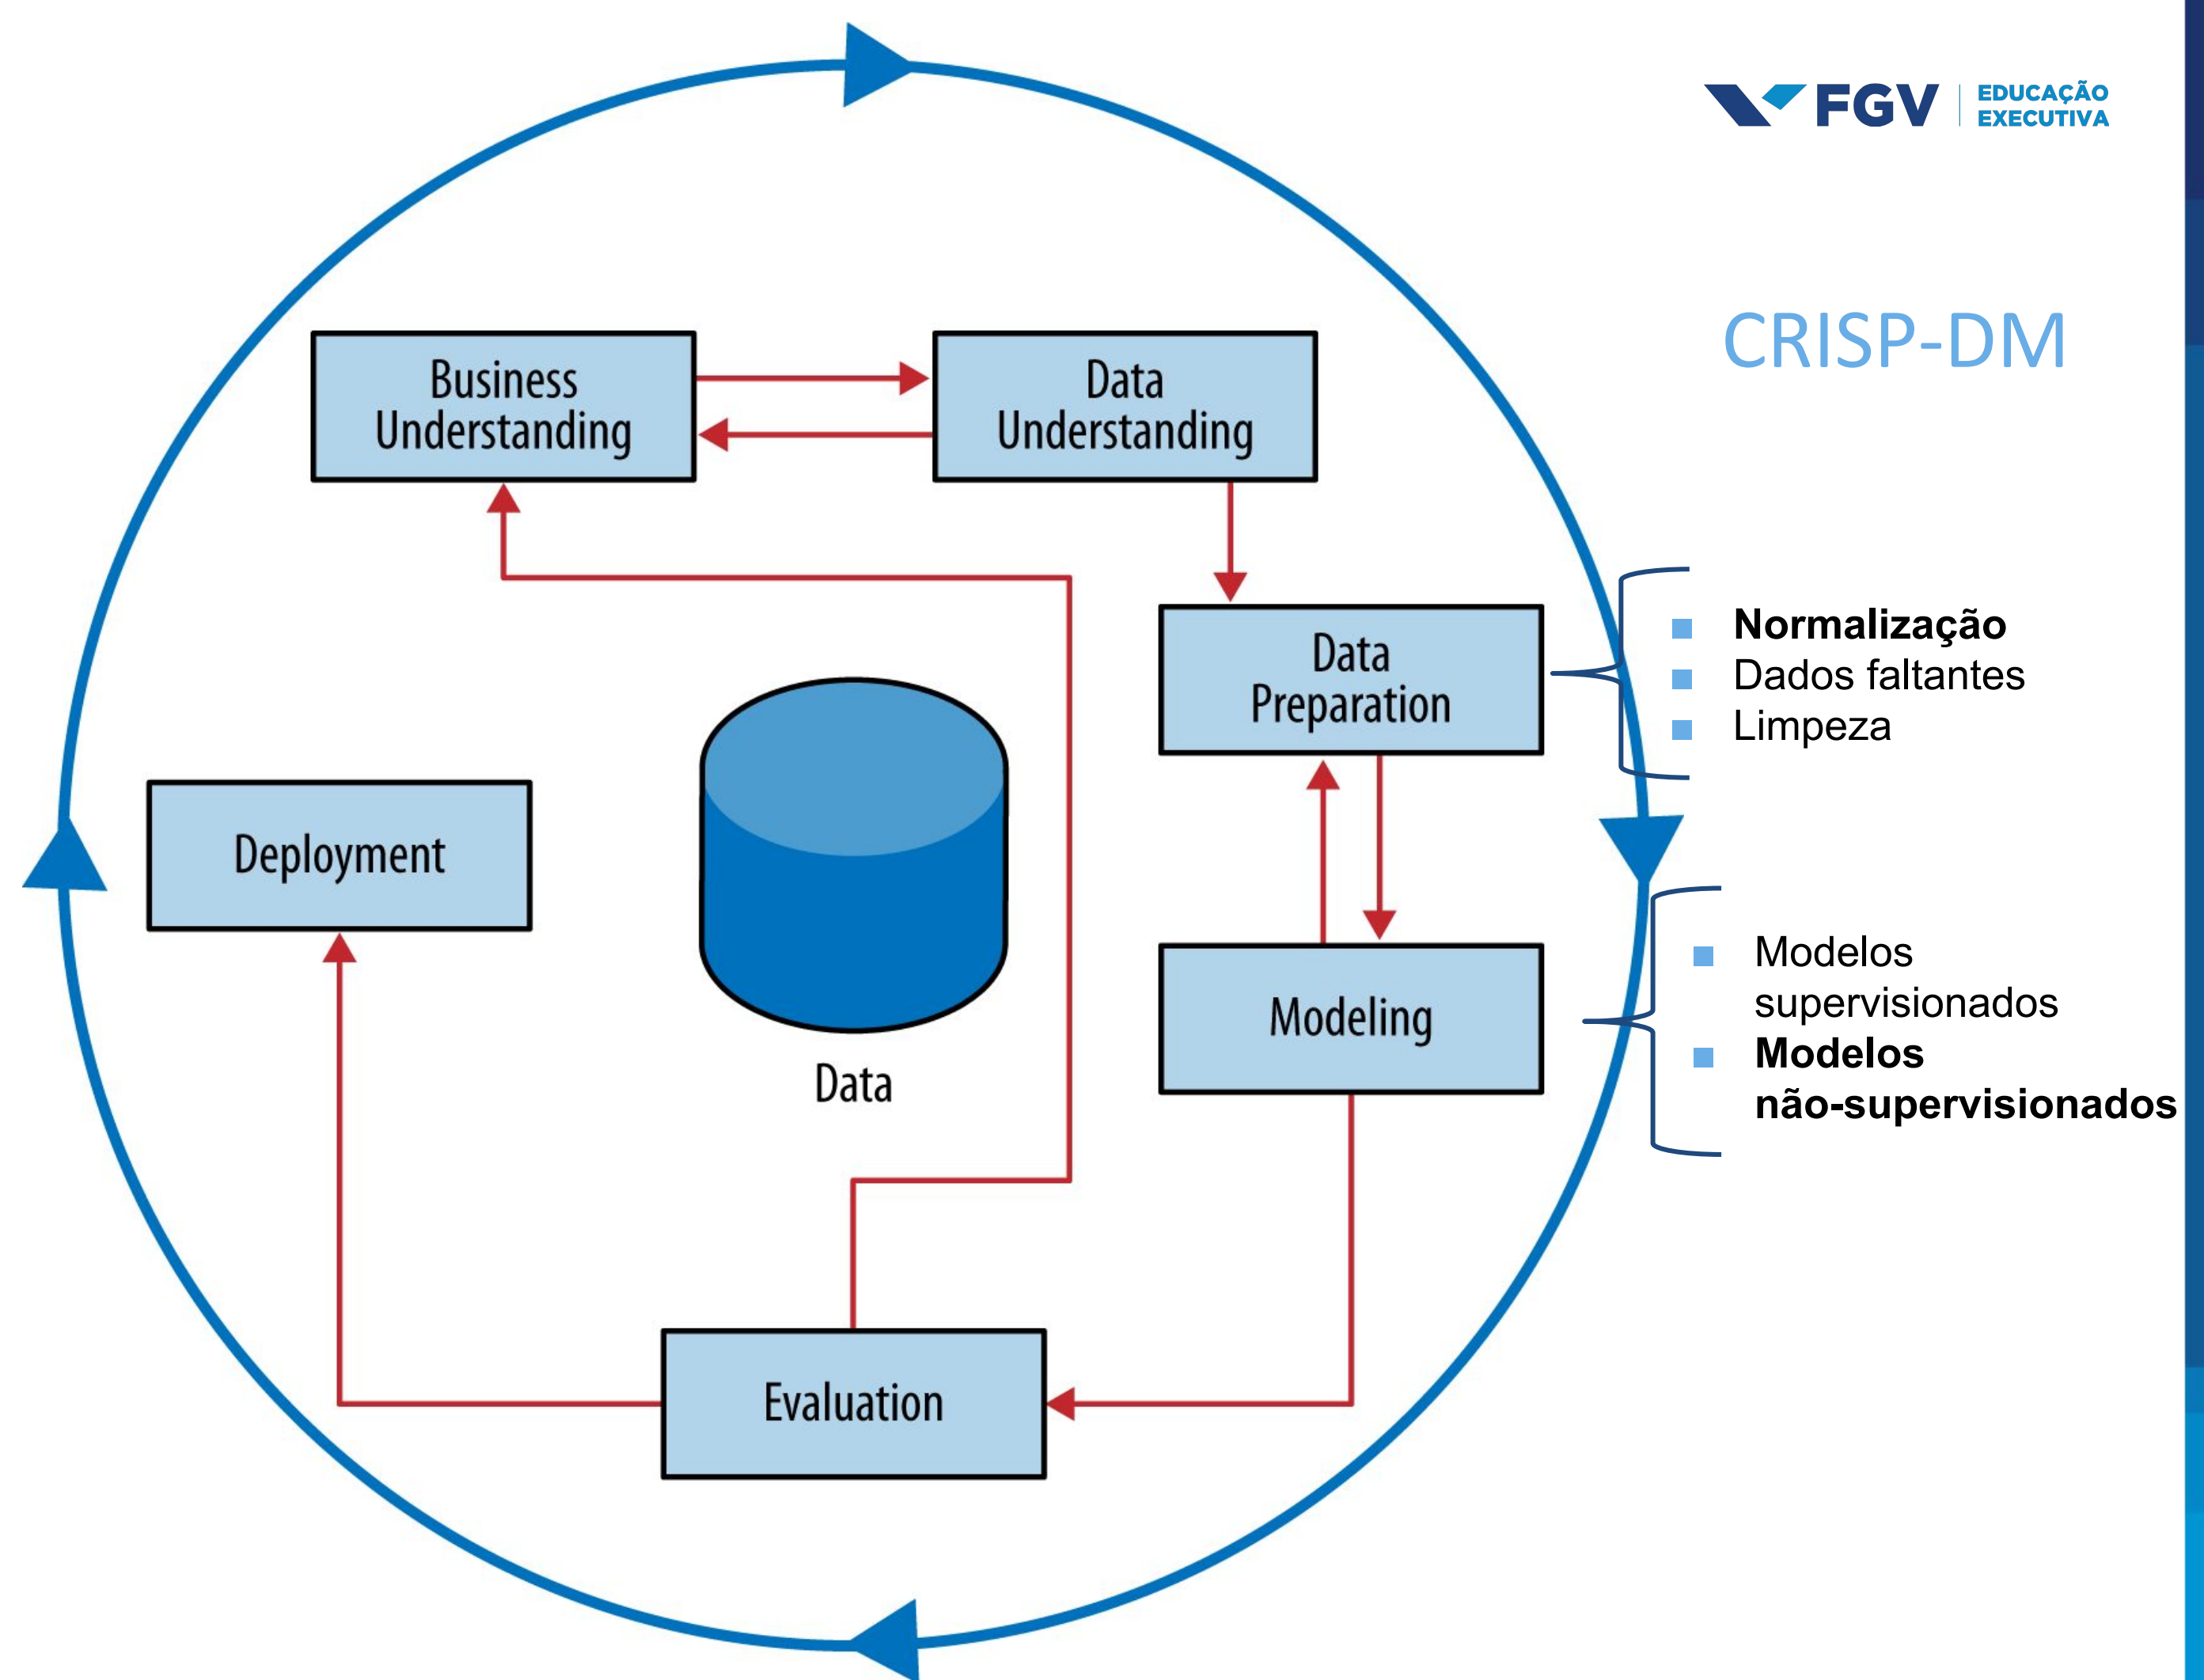 FGV
EDUCAÇÃO
EXECUTIVA
CRISP-DM
Business
Understanding
Data
Understanding
Data
Preparation
Normalização
Dados faltantes
Limpeza
Deployment
Data
Modeling
Modelos
supervisionados
Modelos
não-supervisionados
Evaluation